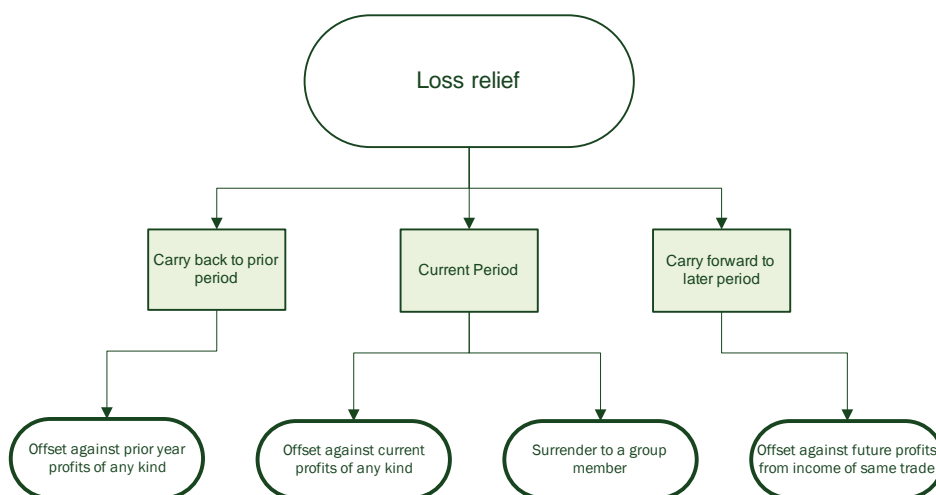 Loss relief
Carry back to prior
period
Current Period
Carry forward to
later period
Offset against prior year
profits of any kind
Offset against current
profits of any kind
Surrender to a group
member
Offset against future profits
from income of same trade